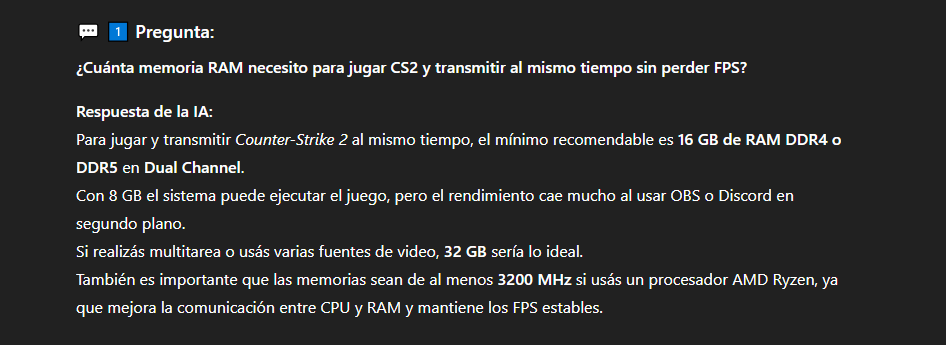 💬 1️⃣ Pregunta:
¿Cuánta memoria RAM necesito para jugar CS2 y transmitir al mismo tiempo sin perder FPS?
Respuesta de la IA:
Para jugar y transmitir Counter-Strike 2 al mismo tiempo, el mínimo recomendable es 16 GB de RAM DDR4 o
DDR5 en Dual Channel.
Con 8 GB el sistema puede ejecutar el juego, pero el rendimiento cae mucho al usar OBS o Discord en
segundo plano.
Si realizás multitarea o usás varias fuentes de video, 32 GB sería lo ideal.
También es importante que las memorias sean de al menos 3200 MHz si usás un procesador AMD Ryzen, ya
que mejora la comunicación entre CPU y RAM y mantiene los FPS estables.